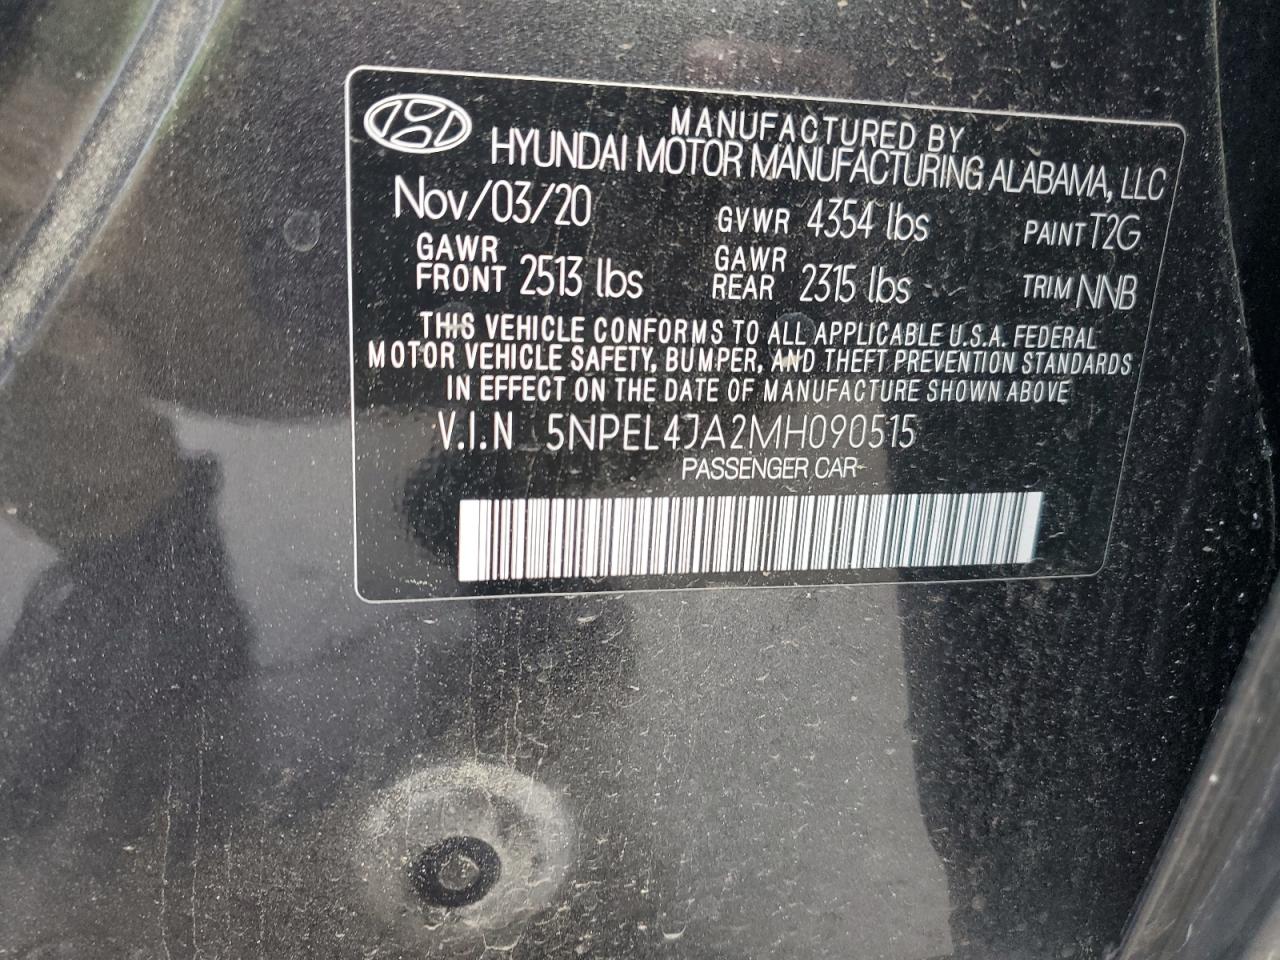 MANUFACTURED BY
HYUNDAI MOTOR MANUFACTURING ALABAMA, LLC
Nov/03/20 GVWR 4354 lbs PAINT T2G
GAWR FRONT 2513 lbs GAWR REAR 2315 lbs TRIM NNB
THIS VEHICLE CONFORMS TO ALL APPLICABLE U.S.A. FEDERAL
MOTOR VEHICLE SAFETY, BUMPER, AND THEFT PREVENTION STANDARDS
IN EFFECT ON THE DATE OF MANUFACTURE SHOWN ABOVE
V.I.N 5NPEL4JA2MH090515
PASSENGER CAR